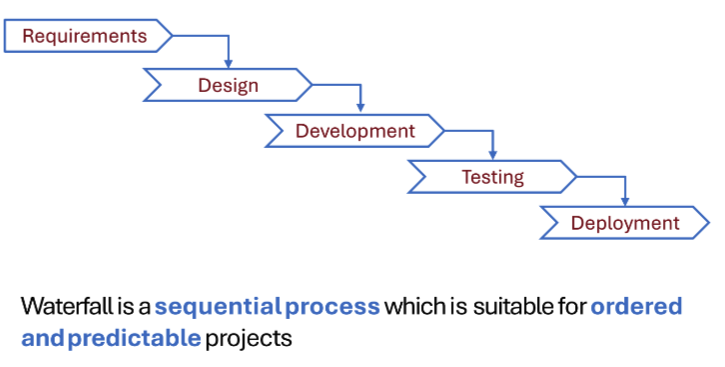 Requirements
Design
Development
Testing
Deployment
Waterfall is a sequential process which is suitable for ordered
and predictable projects